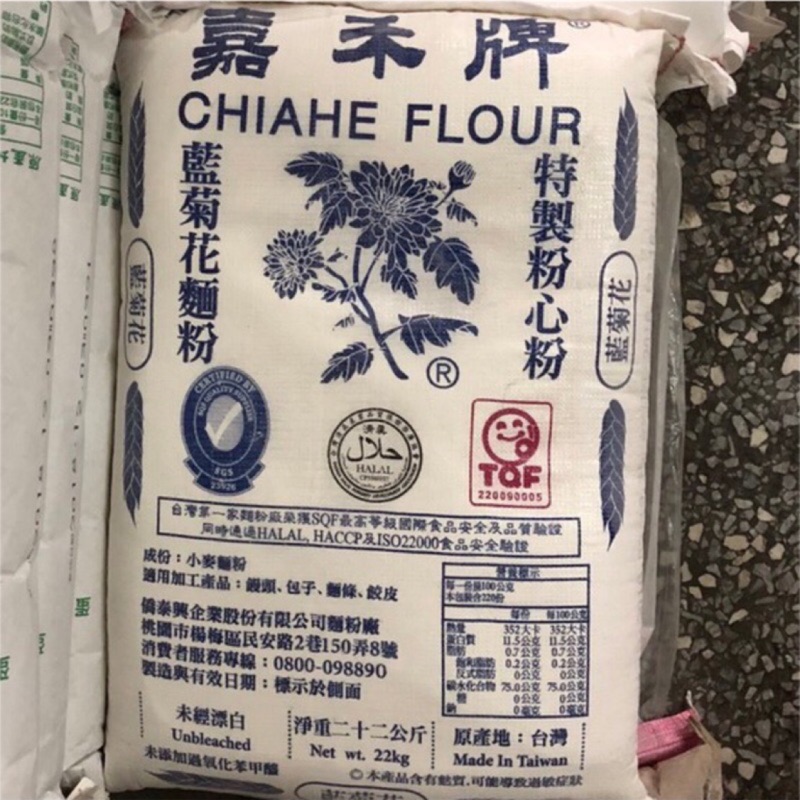 嘉禾牌®
CHIAHE FLOUR
藍菊花麵粉
特製粉心粉
藍菊花
藍菊花
®
CERTIFIED BY
SGS
清真
حلال
HALAL
TQF
220090005
台灣第一家麵粉廠榮獲SQF最高等級國際食品安全及品質驗證
同時通過HALAL, HACCP及ISO22000食品安全驗證
成份：小麥麵粉
適用加工產品：饅頭、包子、麵條、餃皮
僑泰興企業股份有限公司麵粉廠
桃園市楊梅區民安路2巷150弄8號
消費者服務專線：0800-098890
製造與有效日期：標示於側面
營養標示
每一份量100公克
本包裝含220份
每份 每100公克
熱量 352大卡 352大卡
蛋白質 11.5公克 11.5公克
脂肪 0.7公克 0.7公克
飽和脂肪 0.2公克 0.2公克
反式脂肪 0公克 0公克
碳水化合物 75.0公克 75.0公克
糖 0公克 0公克
鈉 0毫克 0毫克
未經漂白
Unbleached
未添加過氧化苯甲醯
淨重二十二公斤
Net wt. 22kg
原產地：台灣
Made In Taiwan
◎本產品含有麩質,可能導致過敏症狀
藍菊花